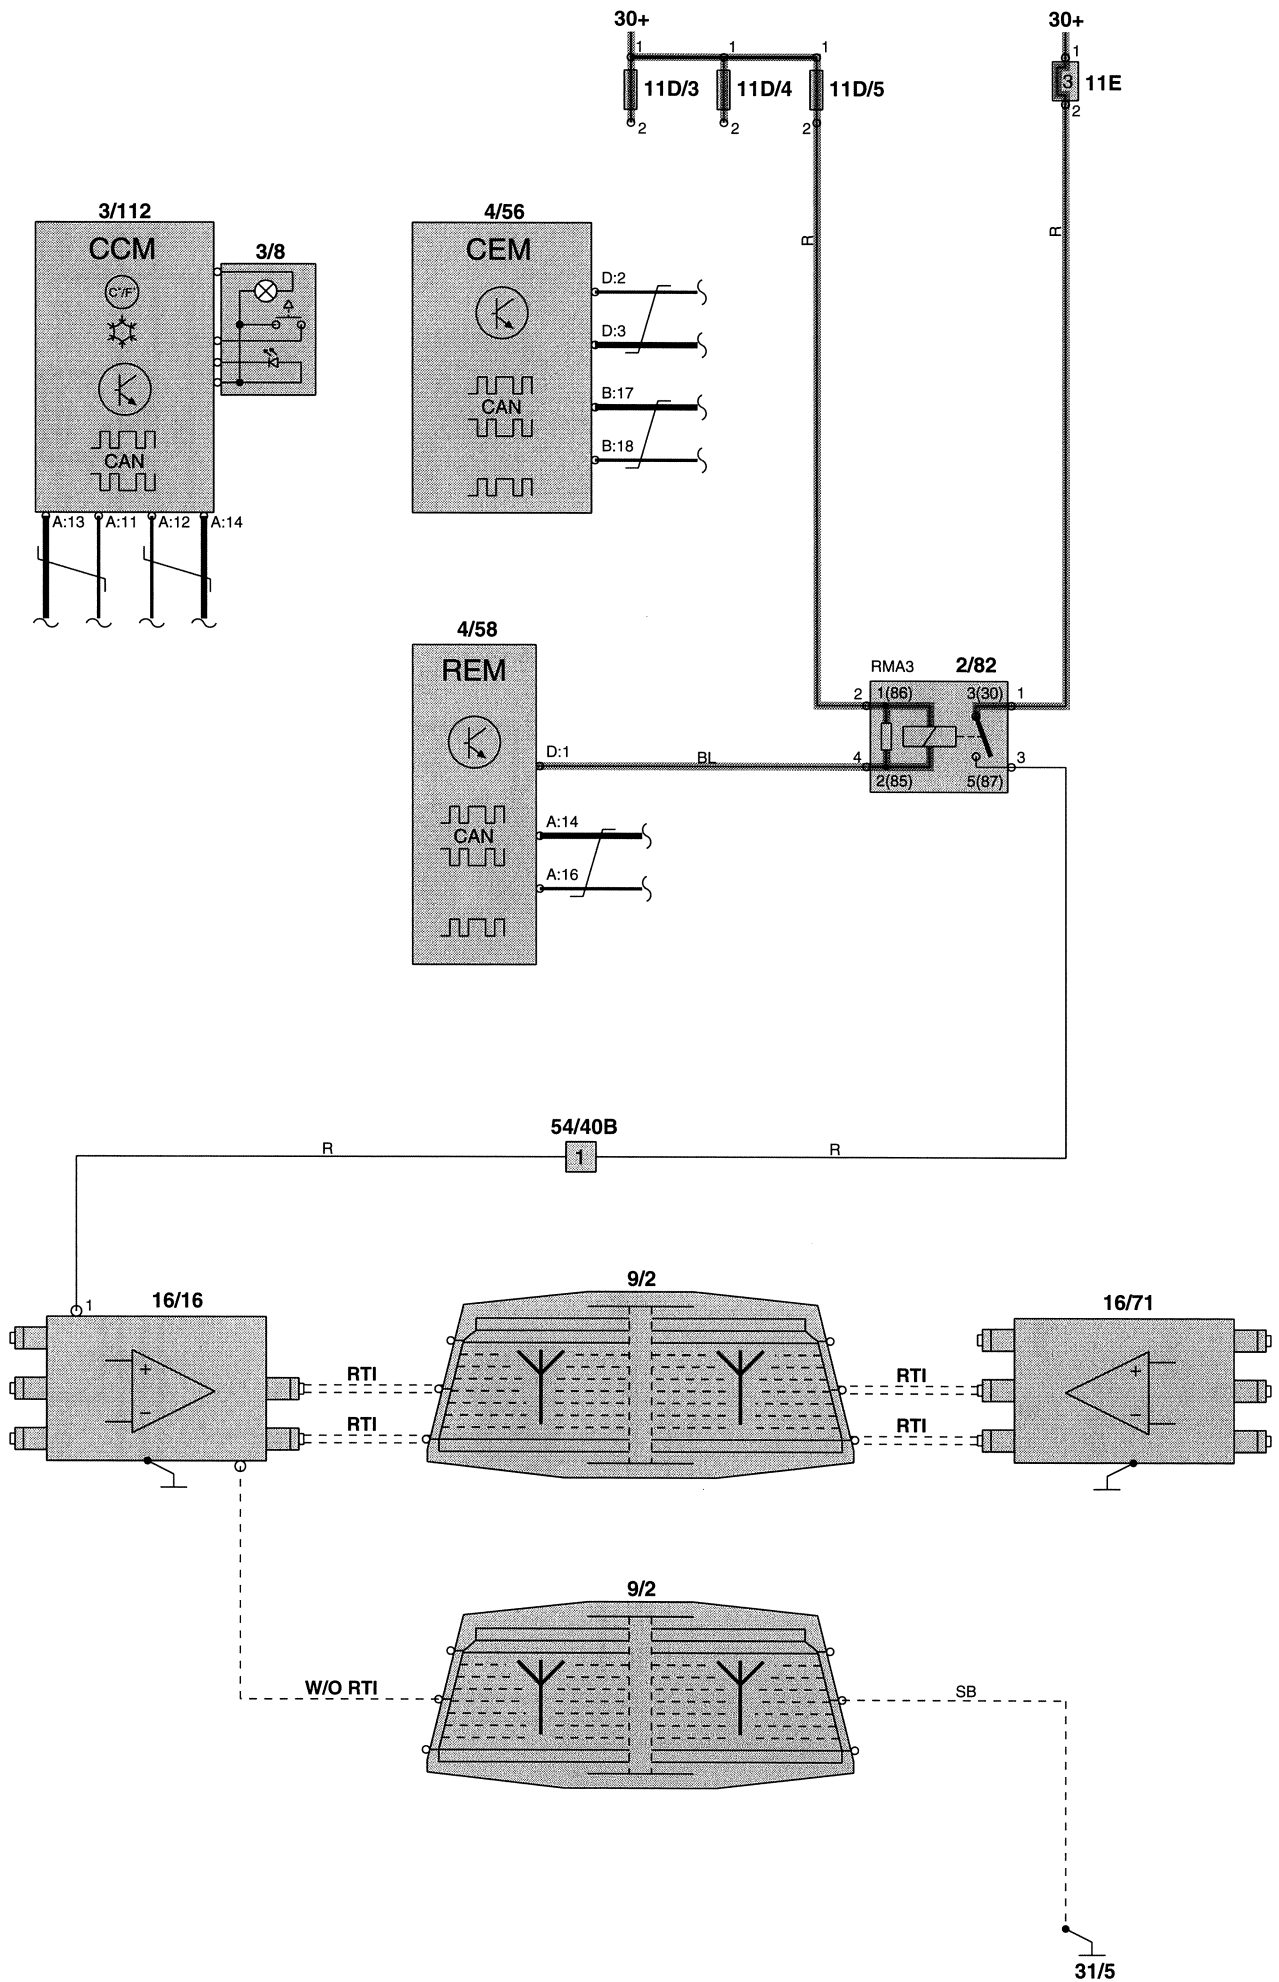 30+
30+
1
1
1
1
11D/3
11D/4
11D/5
3
11E
2
2
2
2
3/112
CCM
C°/F°
CAN
A:13
A:11
A:12
A:14
3/8
4/56
CEM
CAN
D:2
D:3
B:17
B:18
R
R
4/58
REM
CAN
D:1
A:14
A:16
BL
RMA3
2/82
2
1(86)
3(30)
1
4
2(85)
5(87)
3
54/40B
1
R
R
1
16/16
+
−
RTI
RTI
9/2
RTI
RTI
16/71
+
−
9/2
W/O RTI
SB
31/5